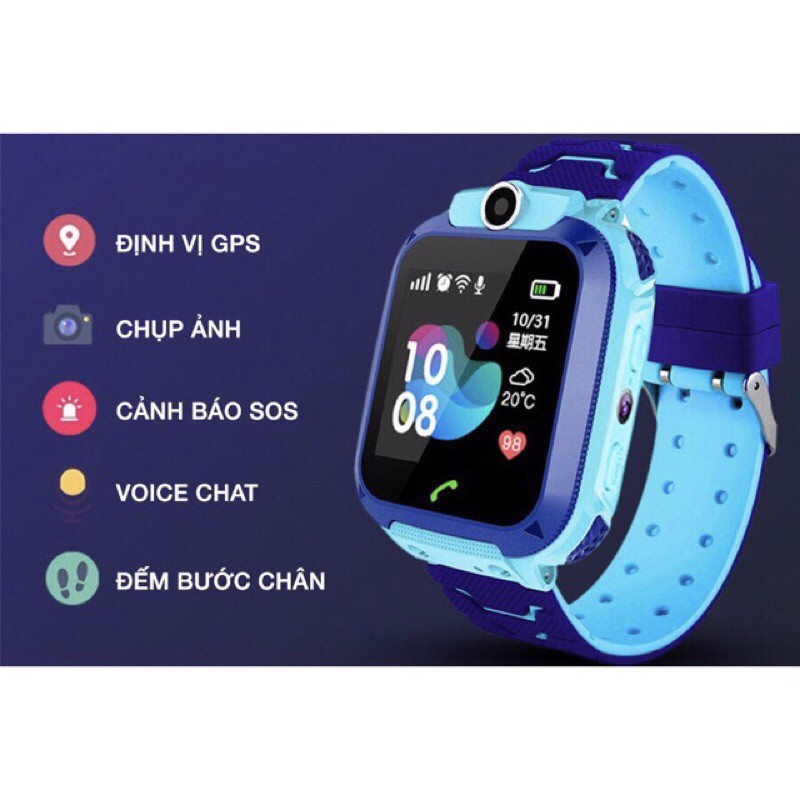 ĐỊNH VỊ GPS
CHỤP ẢNH
CẢNH BÁO SOS
VOICE CHAT
ĐẾM BƯỚC CHÂN
10/31
星期五
10
08
20°C
98